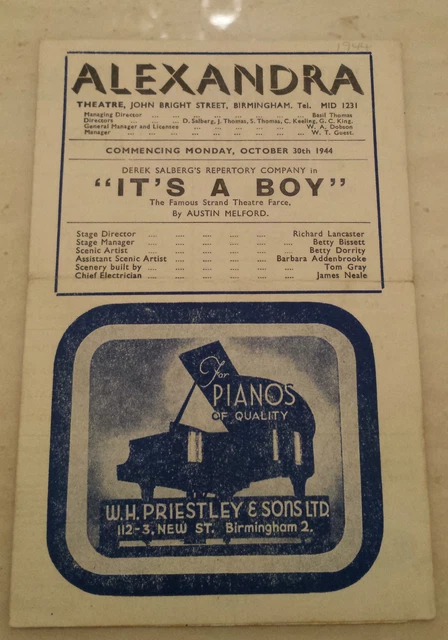 1944
ALEXANDRA
THEATRE, JOHN BRIGHT STREET, BIRMINGHAM. Tel. MID 1231
Managing Director ... ... ... ... ... ... Basil Thomas
Directors ... ... ... D. Salberg, J. Thomas, S. Thomas, C. Keeling, G. C. King.
General Manager and Licensee ... ... ... ... ... W. A. Dobson
Manager ... ... ... ... ... ... ... W. T. Guest.
COMMENCING MONDAY, OCTOBER 30th 1944
DEREK SALBERG'S REPERTORY COMPANY in
"IT'S A BOY"
The Famous Strand Theatre Farce,
By AUSTIN MELFORD.
Stage Director .... .... .... .... Richard Lancaster
Stage Manager .... .... .... .... Betty Bissett
Scenic Artist .... .... .... .... Betty Dorrity
Assistant Scenic Artist .... .... .... Barbara Addenbrooke
Scenery built by .... .... .... .... Tom Gray
Chief Electrician .... .... .... .... James Neale
For
PIANOS
OF QUALITY
W.H. PRIESTLEY & SONS LTD.
112-3, NEW ST. Birmingham 2.